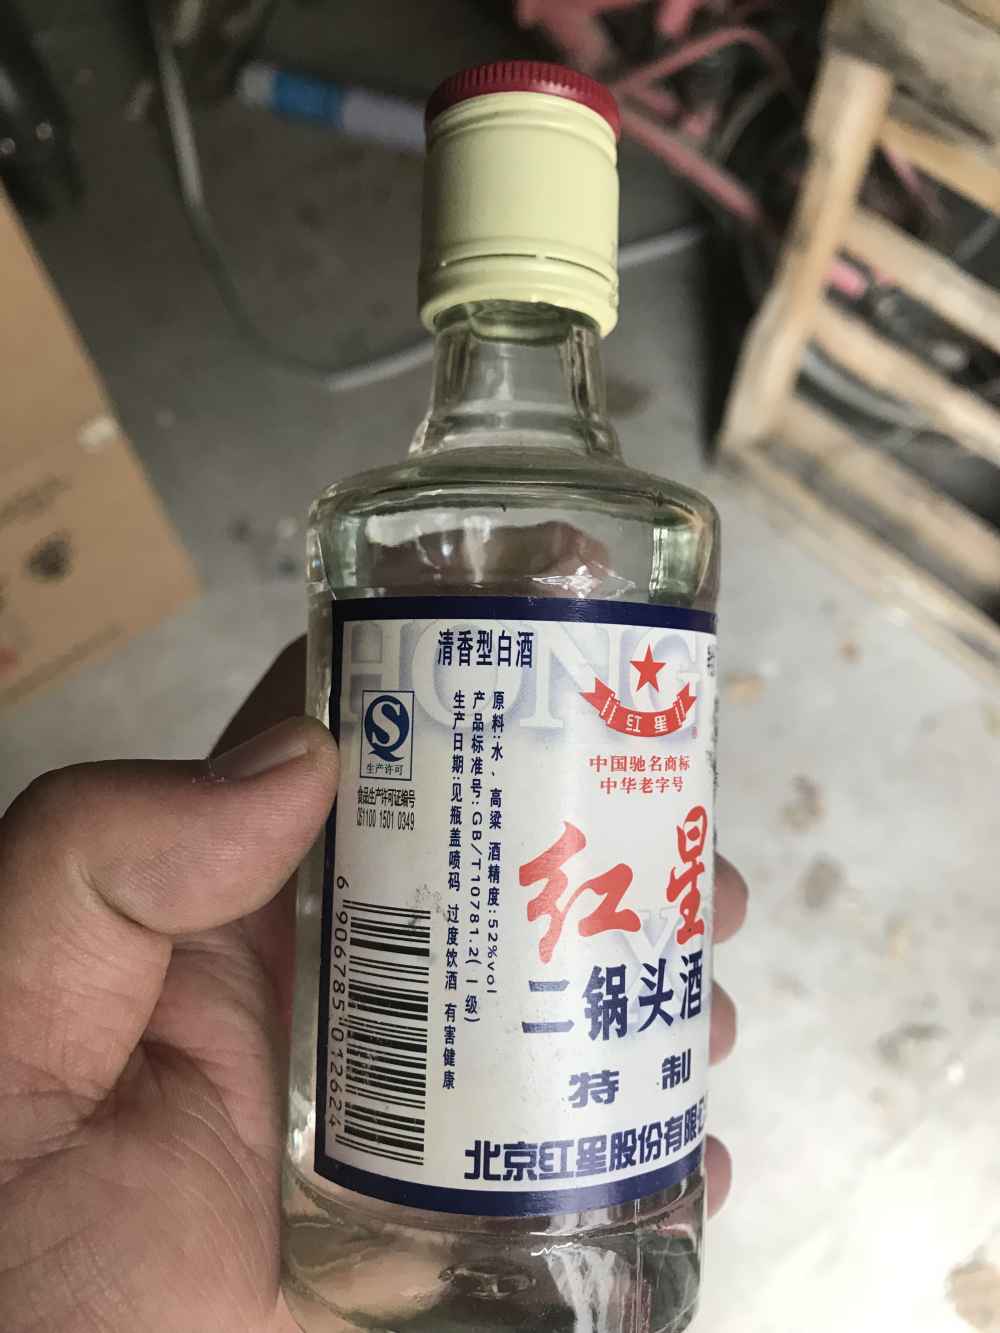 HONG
清香型白酒
红星
中国驰名商标
中华老字号
原料:水、高粱 酒精度:52%vol
产品标准号:GB/T10781.2(一级)
生产日期:见瓶盖喷码 过度饮酒 有害健康
生产许可
食品生产许可证编号
QS1100 1501 0349
红星
二锅头酒
特制
北京红星股份有限
6 906785 012624